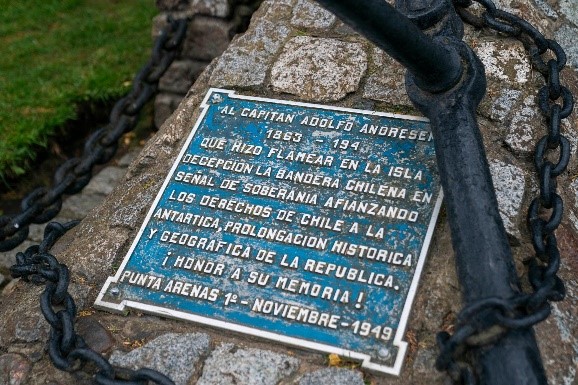 AL CAPITAN ADOLFO ANDRESEN
1863 - 194
QUE HIZO FLAMEAR EN LA ISLA
DECEPCION LA BANDERA CHILENA EN
SEÑAL DE SOBERANIA AFIANZANDO
LOS DERECHOS DE CHILE A LA
ANTARTICA, PROLONGACION HISTORICA
Y GEOGRAFICA DE LA REPUBLICA.
¡HONOR A SU MEMORIA!
PUNTA ARENAS 1º - NOVIEMBRE - 1949